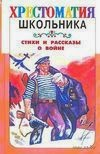 ХРЕСТОМАТИЯ
ШКОЛЬНИКА
СТИХИ И РАССКАЗЫ
О ВОЙНЕ